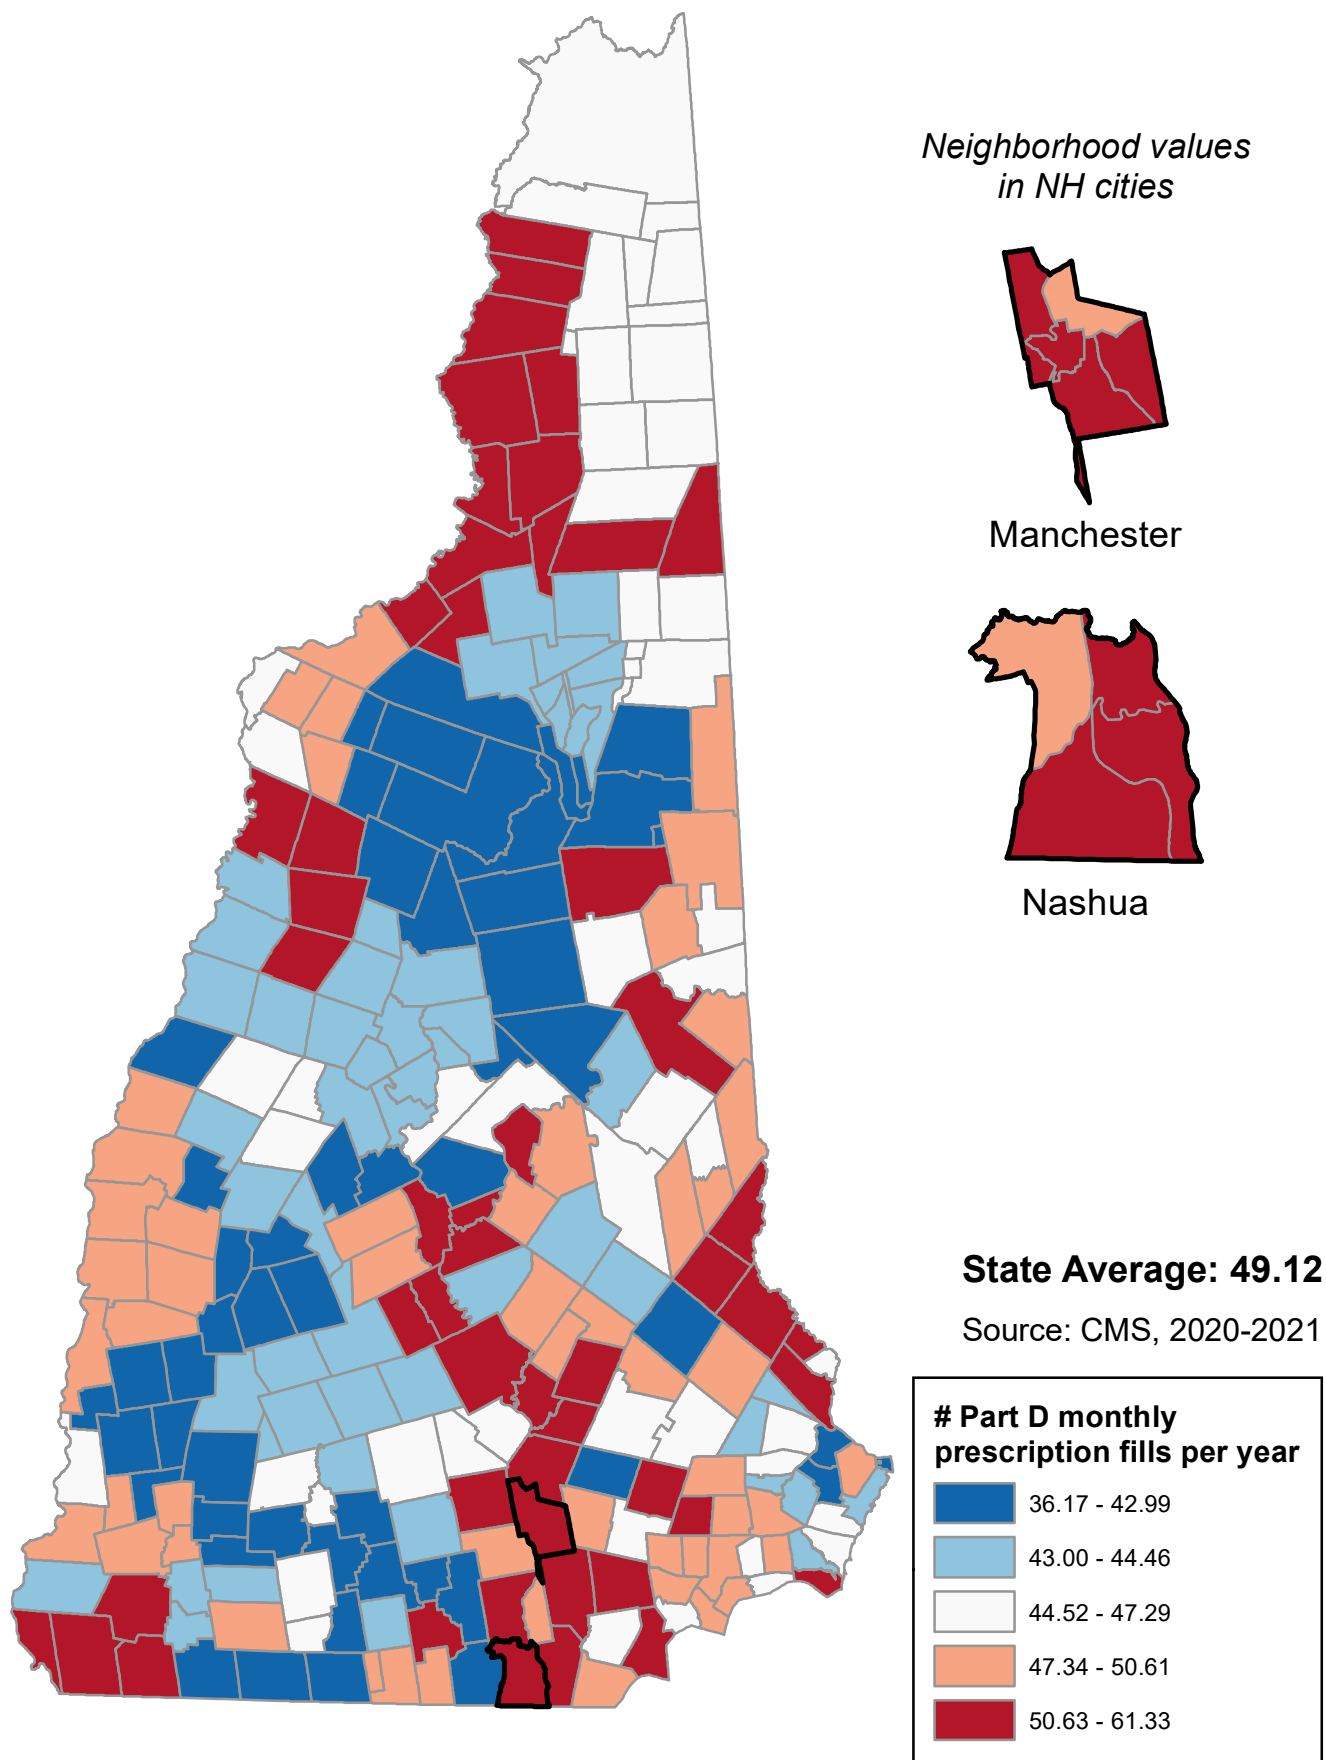 Neighborhood values
in NH cities
Manchester
Nashua
State Average: 49.12
Source: CMS, 2020-2021
# Part D monthly
prescription fills per year
36.17 - 42.99
43.00 - 44.46
44.52 - 47.29
47.34 - 50.61
50.63 - 61.33